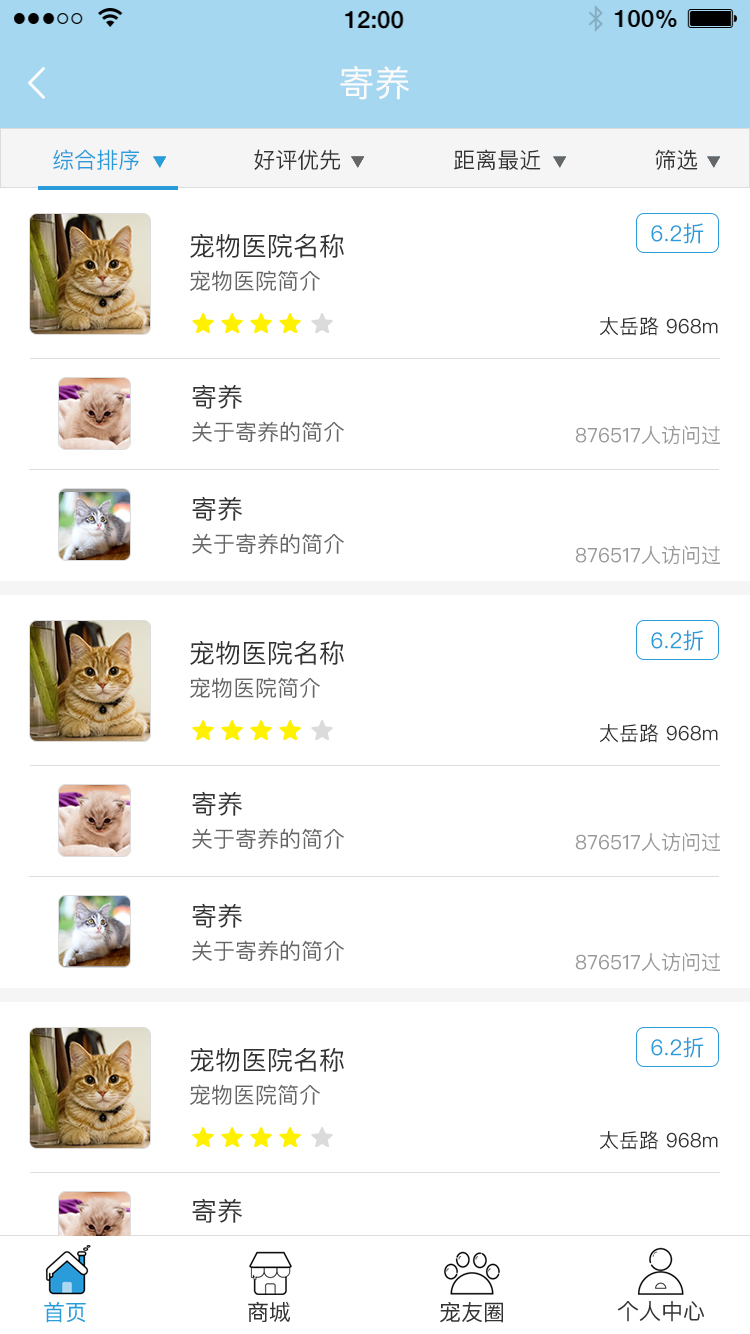 12:00
100%
寄养
综合排序 ▼ 好评优先 ▼ 距离最近 ▼ 筛选 ▼
宠物医院名称
6.2折
宠物医院简介
太岳路 968m
寄养
关于寄养的简介
876517人访问过
寄养
关于寄养的简介
876517人访问过
宠物医院名称
6.2折
宠物医院简介
太岳路 968m
寄养
关于寄养的简介
876517人访问过
寄养
关于寄养的简介
876517人访问过
宠物医院名称
6.2折
宠物医院简介
太岳路 968m
寄养
首页 商城 宠友圈 个人中心